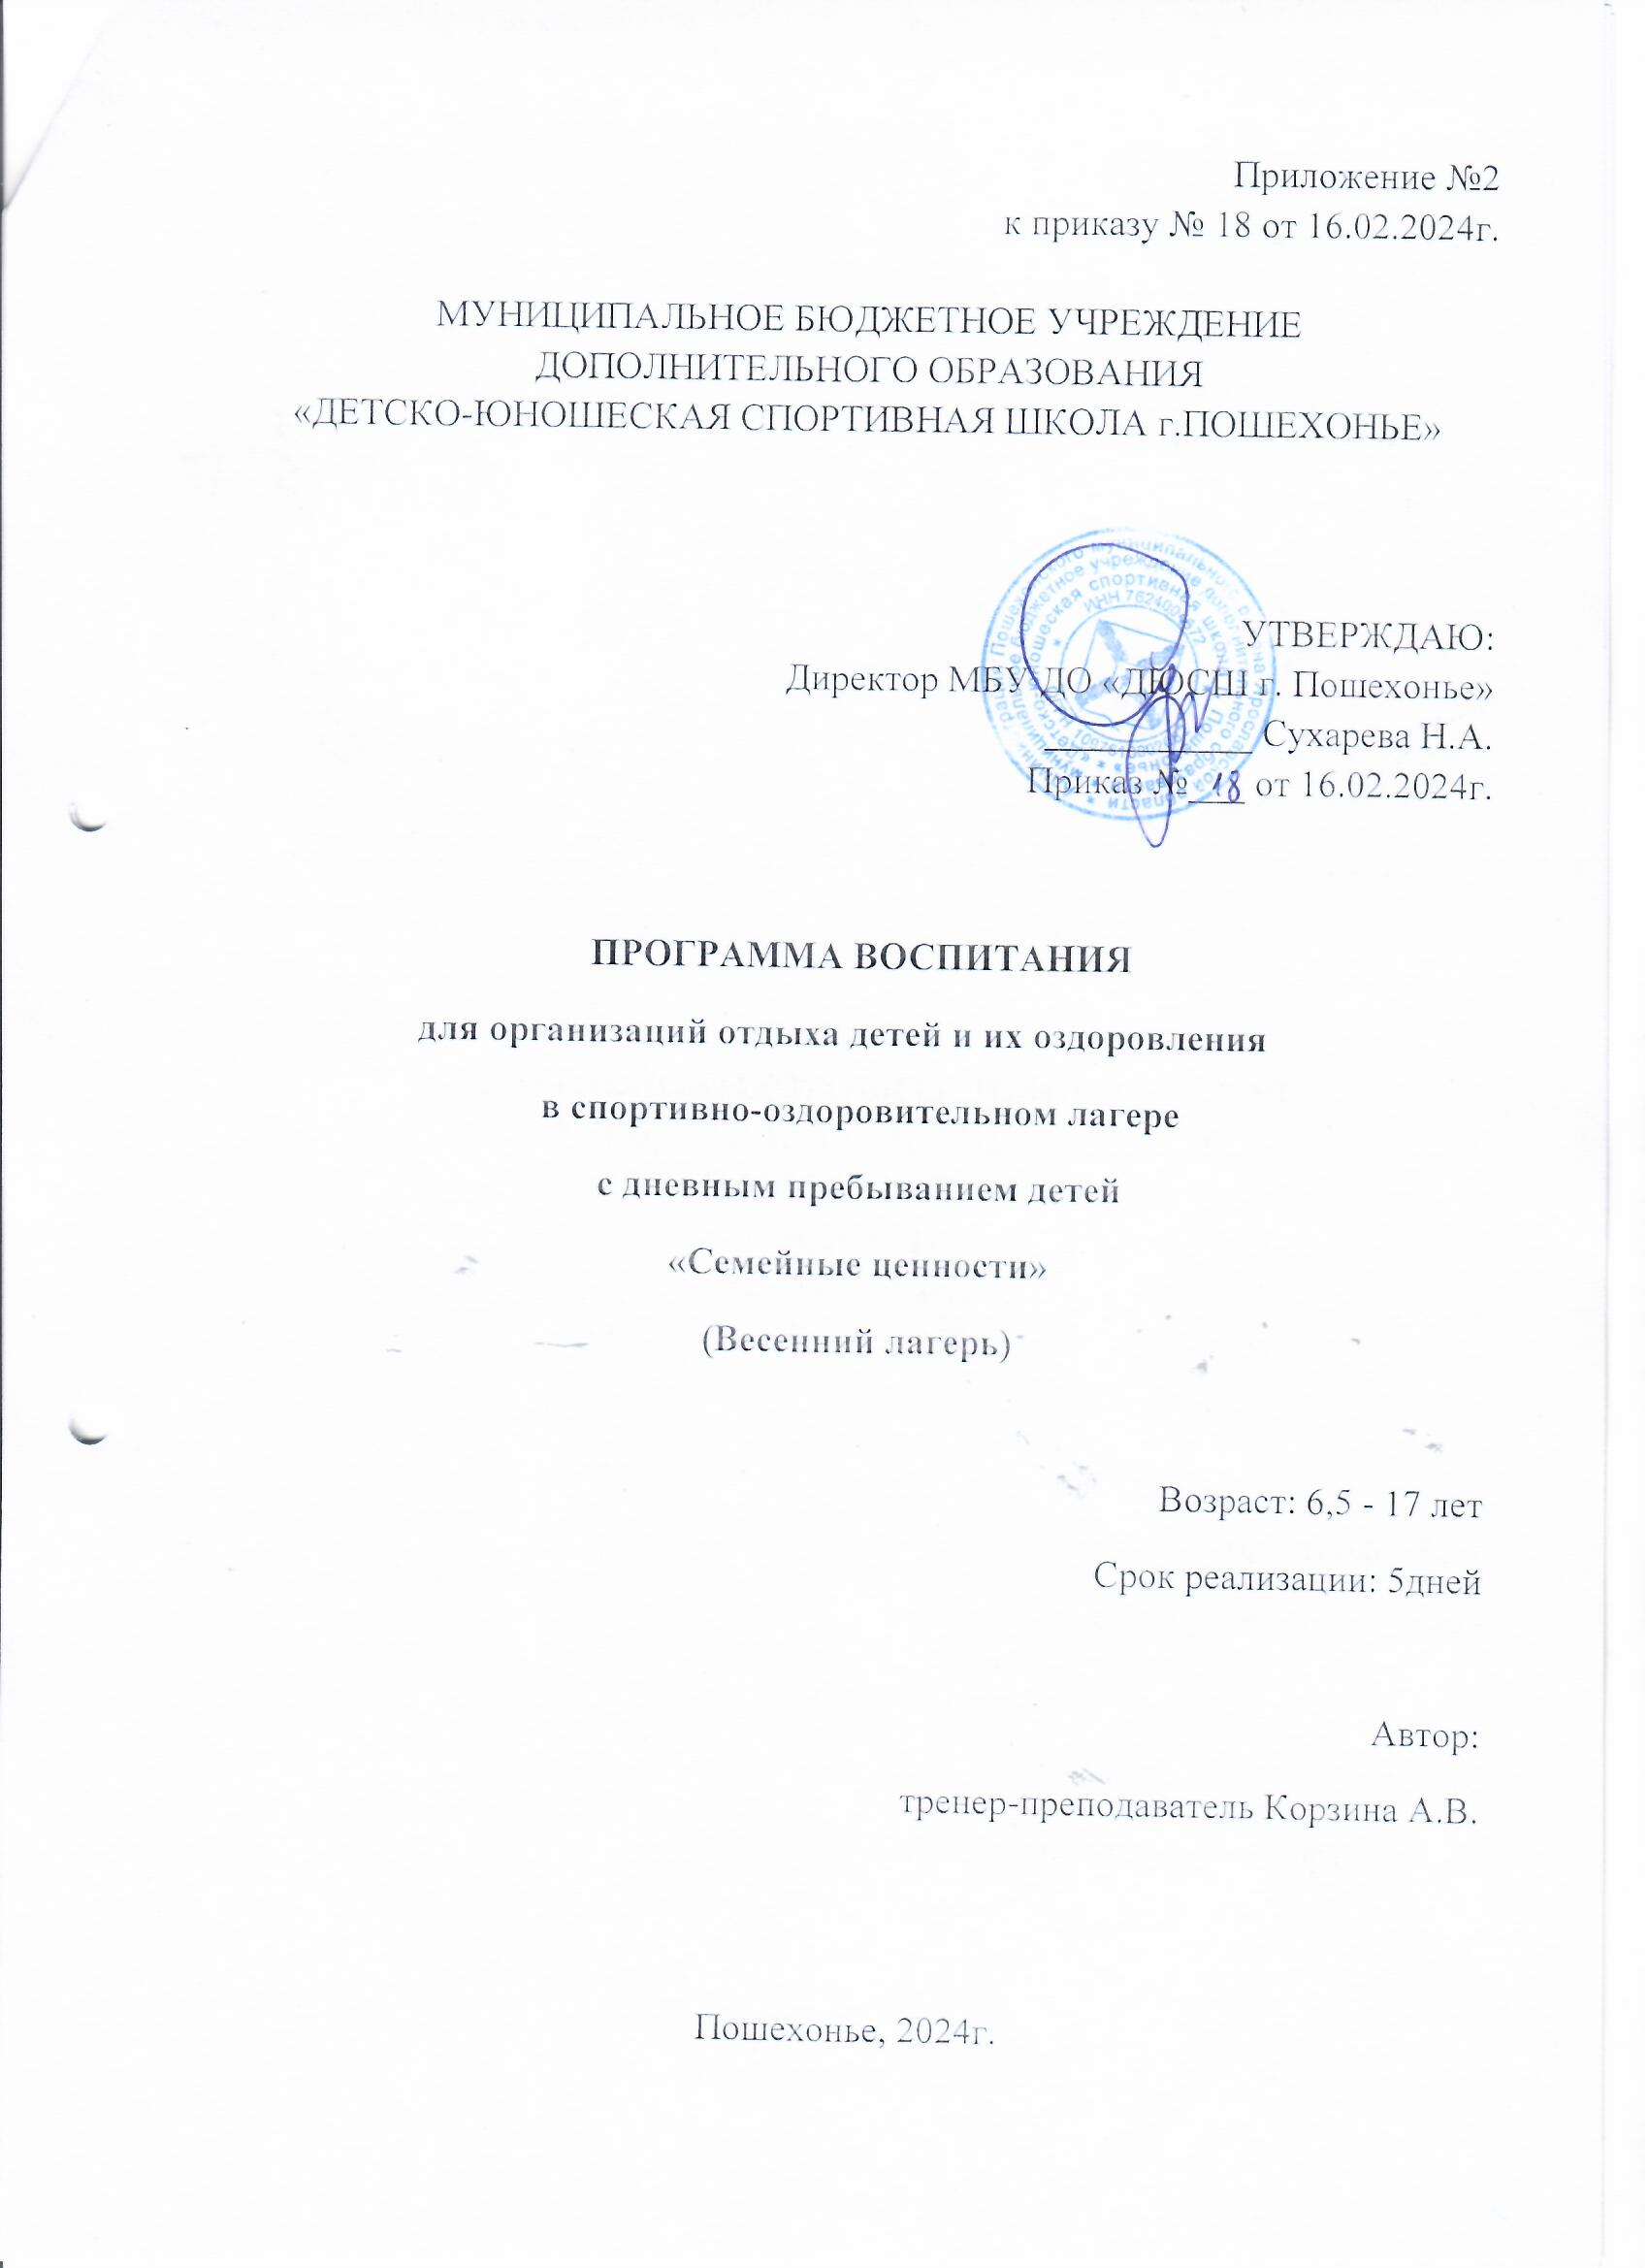 Приложение №2
к приказу № 18 от 16.02.2024г.
МУНИЦИПАЛЬНОЕ БЮДЖЕТНОЕ УЧРЕЖДЕНИЕ
ДОПОЛНИТЕЛЬНОГО ОБРАЗОВАНИЯ
«ДЕТСКО-ЮНОШЕСКАЯ СПОРТИВНАЯ ШКОЛА г.ПОШЕХОНЬЕ»
УТВЕРЖДАЮ:
Директор МБУ ДО «ДЮСШ г. Пошехонье»
____________ Сухарева Н.А.
Приказ №_18_ от 16.02.2024г.
ПРОГРАММА ВОСПИТАНИЯ
для организаций отдыха детей и их оздоровления
в спортивно-оздоровительном лагере
с дневным пребыванием детей
«Семейные ценности»
(Весенний лагерь)
Возраст: 6,5 - 17 лет
Срок реализации: 5дней
Автор:
тренер-преподаватель Корзина А.В.
Пошехонье, 2024г.